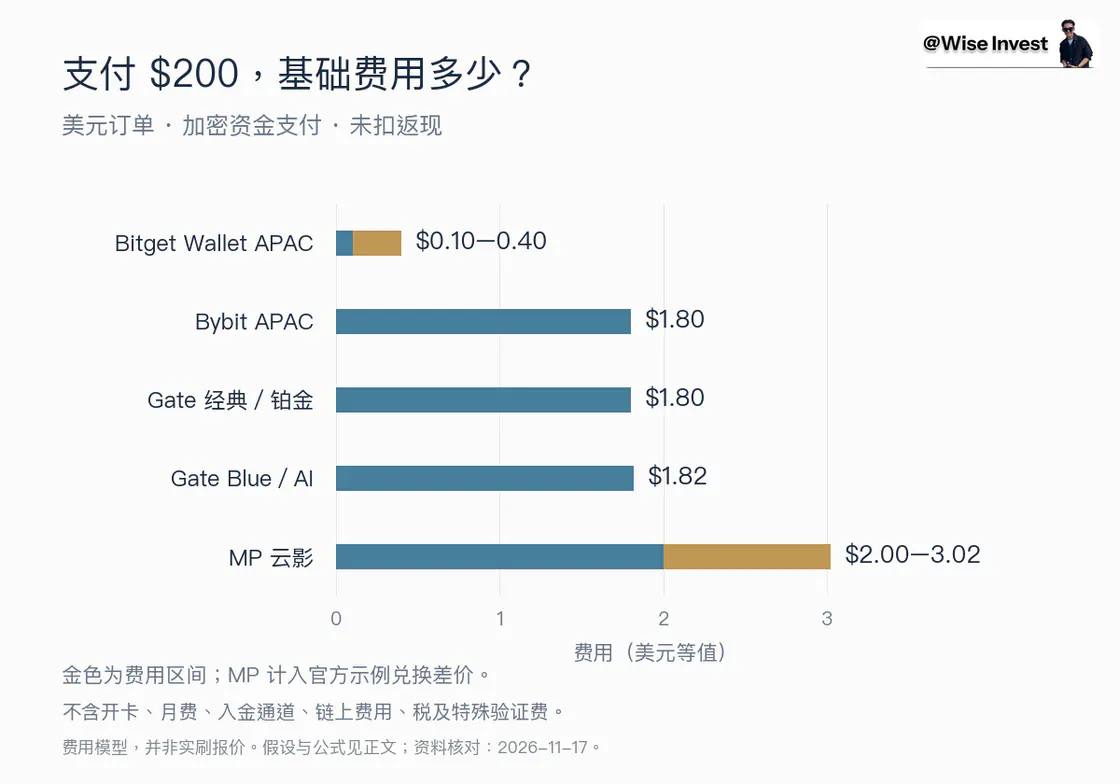 @Wise Invest
支付 $200，基础费用多少？
美元订单 · 加密资金支付 · 未扣返现
Bitget Wallet APAC $0.10—0.40
Bybit APAC $1.80
Gate 经典 / 铂金 $1.80
Gate Blue / AI $1.82
MP 云影 $2.00—3.02
0 1 2 3
费用（美元等值）
金色为费用区间；MP 计入官方示例兑换差价。
不含开卡、月费、入金通道、链上费用、税及特殊验证费。
费用模型，并非实刷报价。假设与公式见正文；资料核对：2026–11–17。